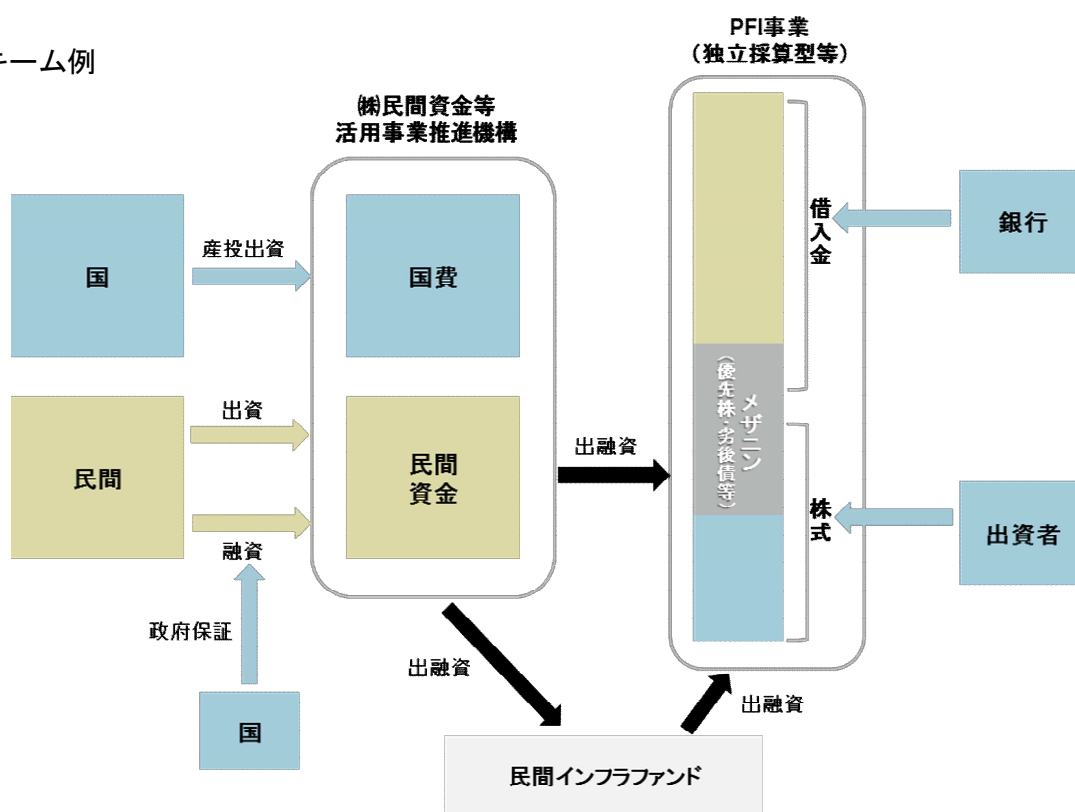 ーム例
PFI事業
（独立採算型等）
㈱民間資金等
活用事業推進機構
国
産投出資
国費
借入金
銀行
民間
出資
融資
民間
資金
出融資
メザニン
（優先株・劣後債等）
株式
出資者
政府保証
国
出融資
出融資
民間インフラファンド